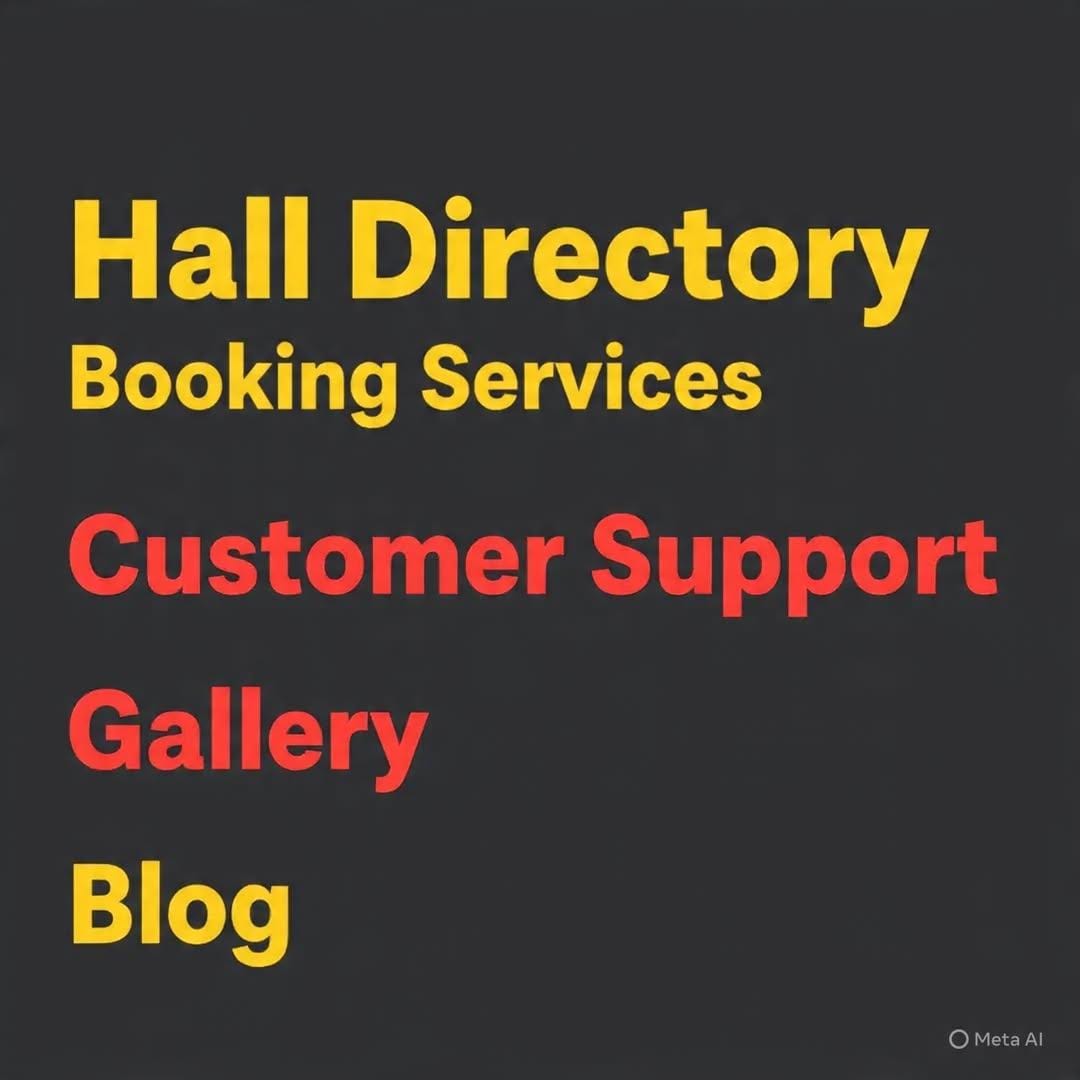 Hall Directory
Booking Services
Customer Support
Gallery
Blog
Meta AI